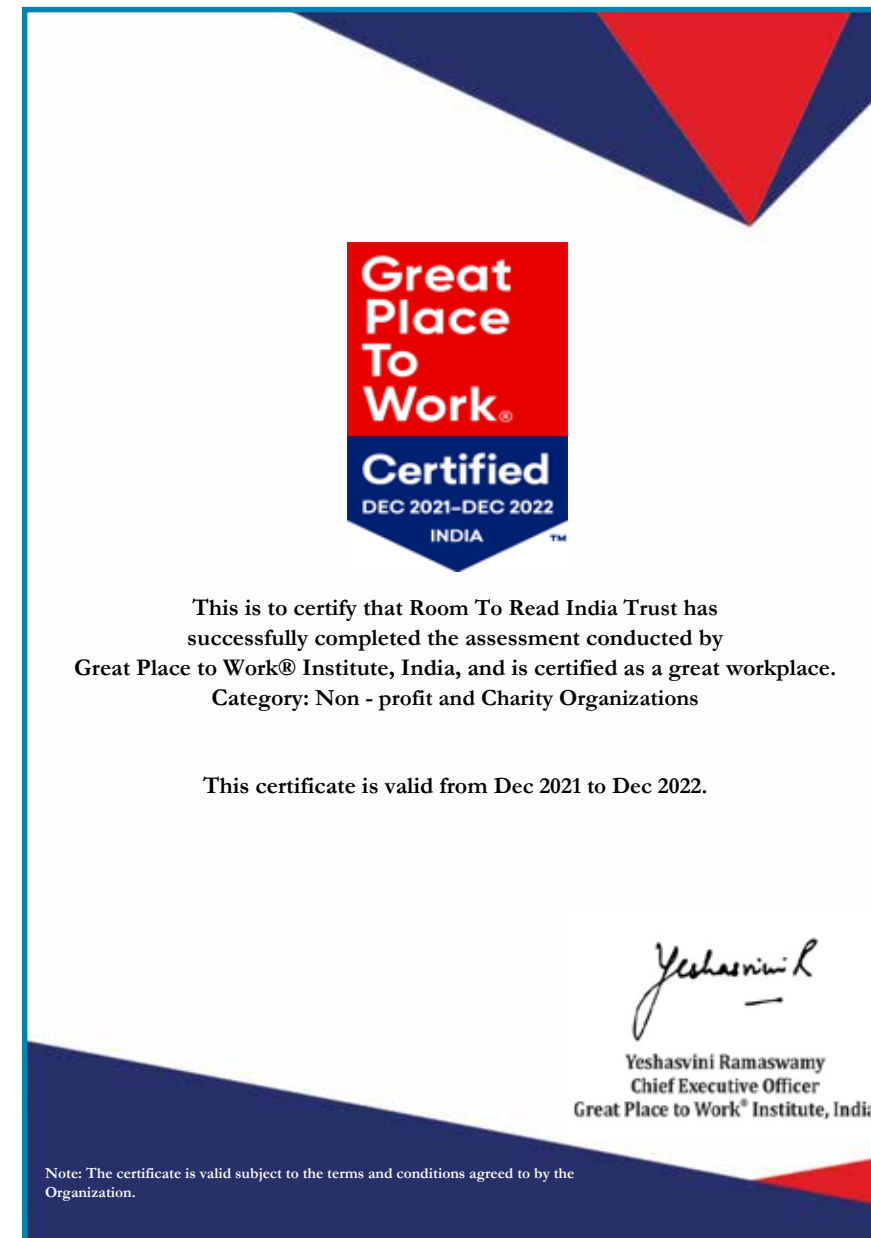 Great
Place
To
Work®
Certified
DEC 2021–DEC 2022
INDIA
TM
This is to certify that Room To Read India Trust has
successfully completed the assessment conducted by
Great Place to Work® Institute, India, and is certified as a great workplace.
Category: Non - profit and Charity Organizations
This certificate is valid from Dec 2021 to Dec 2022.
Yeshasvini R
Yeshasvini Ramaswamy
Chief Executive Officer
Great Place to Work® Institute, India
Note: The certificate is valid subject to the terms and conditions agreed to by the
Organization.